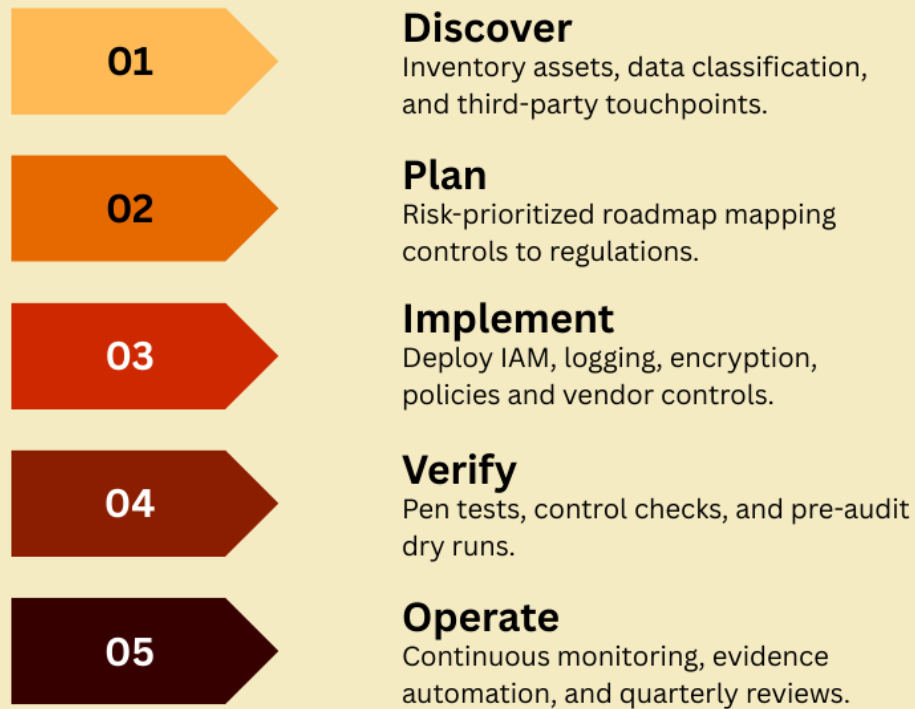 01
Discover
Inventory assets, data classification,
and third-party touchpoints.
02
Plan
Risk-prioritized roadmap mapping
controls to regulations.
03
Implement
Deploy IAM, logging, encryption,
policies and vendor controls.
04
Verify
Pen tests, control checks, and pre-audit
dry runs.
05
Operate
Continuous monitoring, evidence
automation, and quarterly reviews.